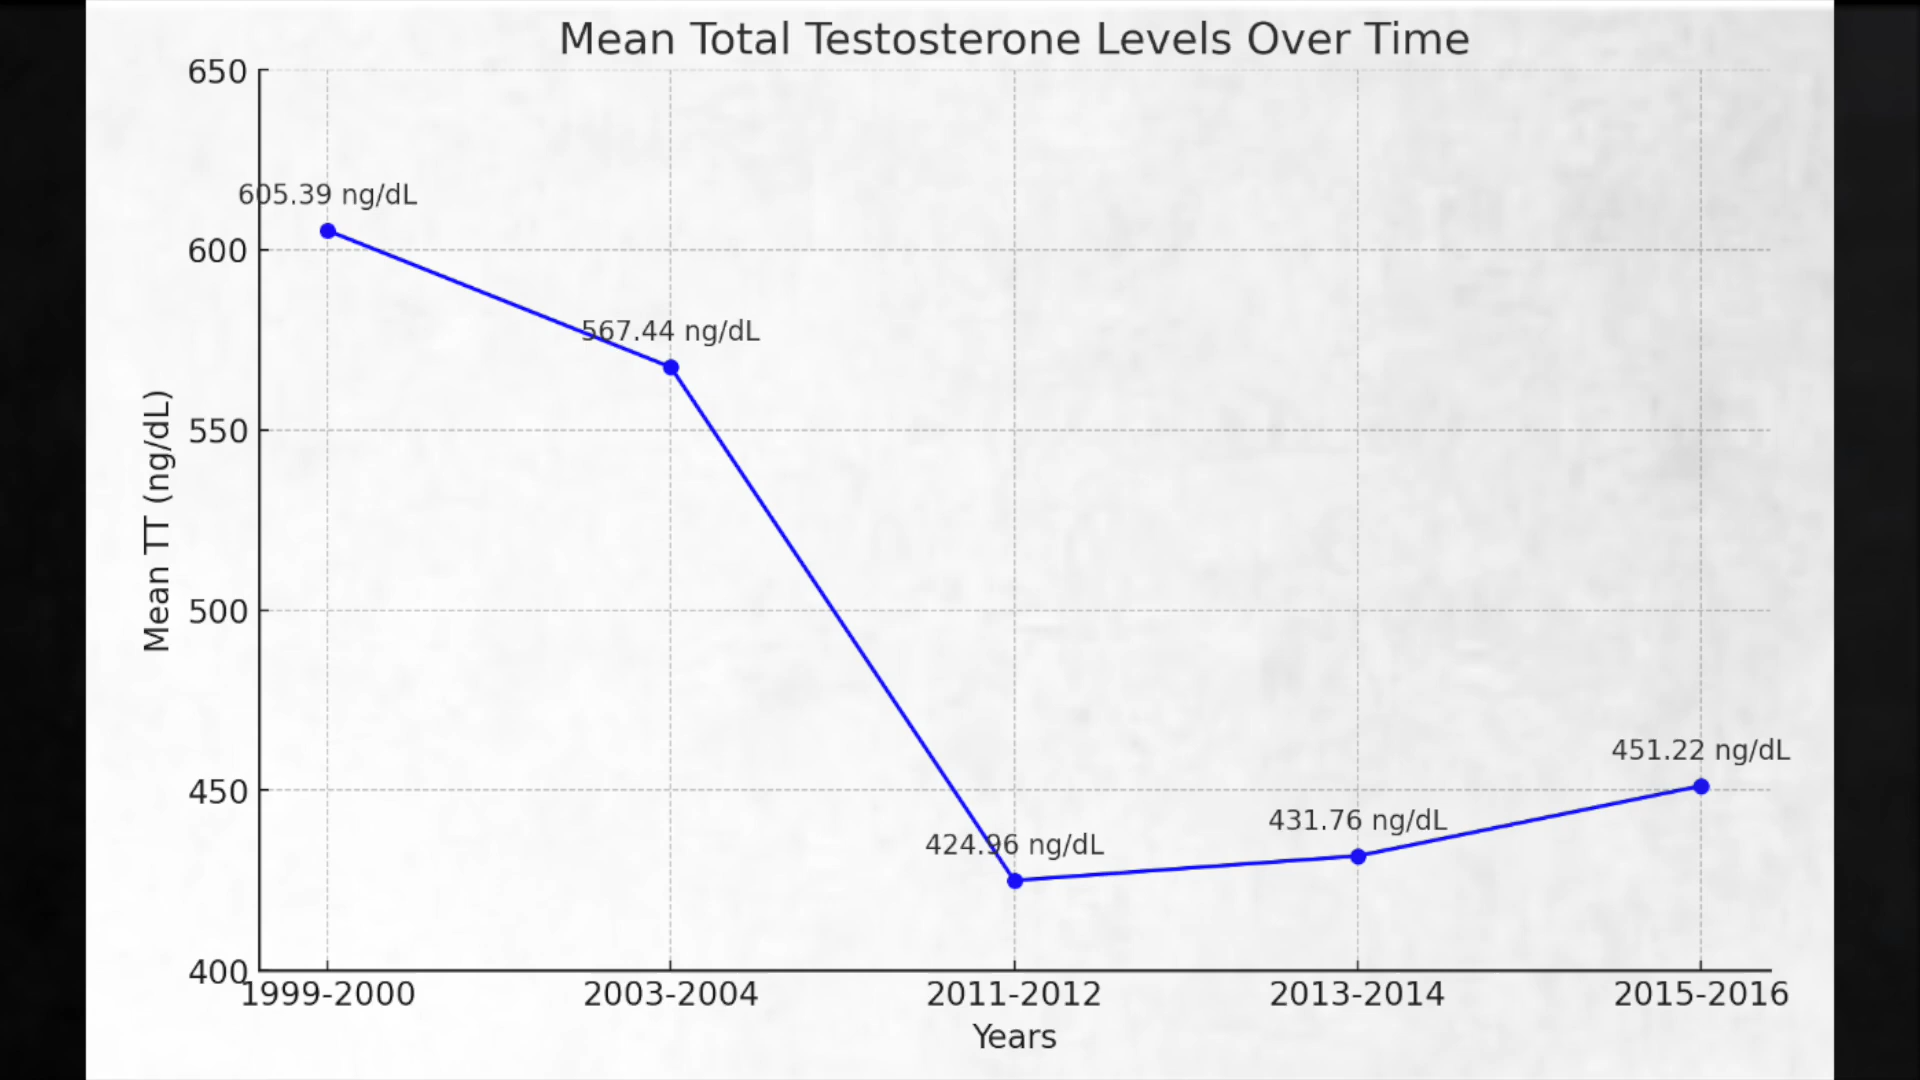 Mean Total Testosterone Levels Over Time
650
600
550
500
450
400
Mean TT (ng/dL)
605.39 ng/dL
567.44 ng/dL
424.96 ng/dL
431.76 ng/dL
451.22 ng/dL
1999-2000
2003-2004
2011-2012
2013-2014
2015-2016
Years